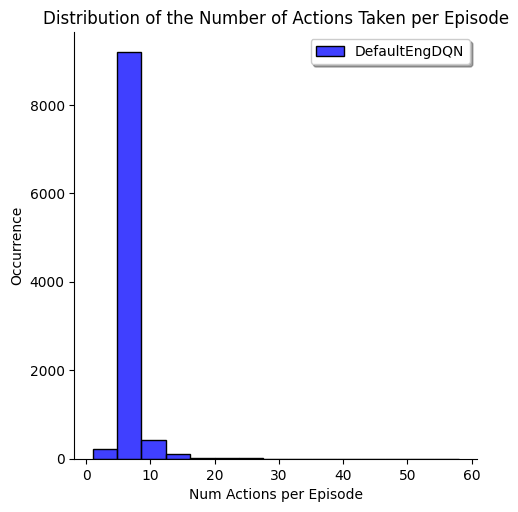 Distribution of the Number of Actions Taken per Episode
DefaultEngDQN
8000
6000
4000
2000
0
Occurrence
0 10 20 30 40 50 60
Num Actions per Episode